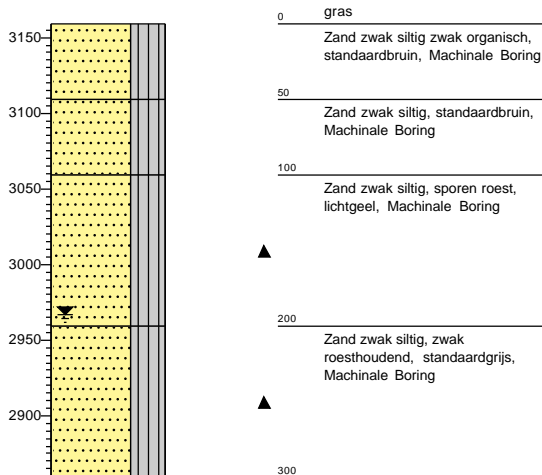 0
gras
3150
Zand zwak siltig zwak organisch,
standaardbruin, Machinale Boring
50
3100
Zand zwak siltig, standaardbruin,
Machinale Boring
100
3050
Zand zwak siltig, sporen roest,
lichtgeel, Machinale Boring
3000
200
2950
Zand zwak siltig, zwak
roesthoudend, standaardgrijs,
Machinale Boring
2900
300